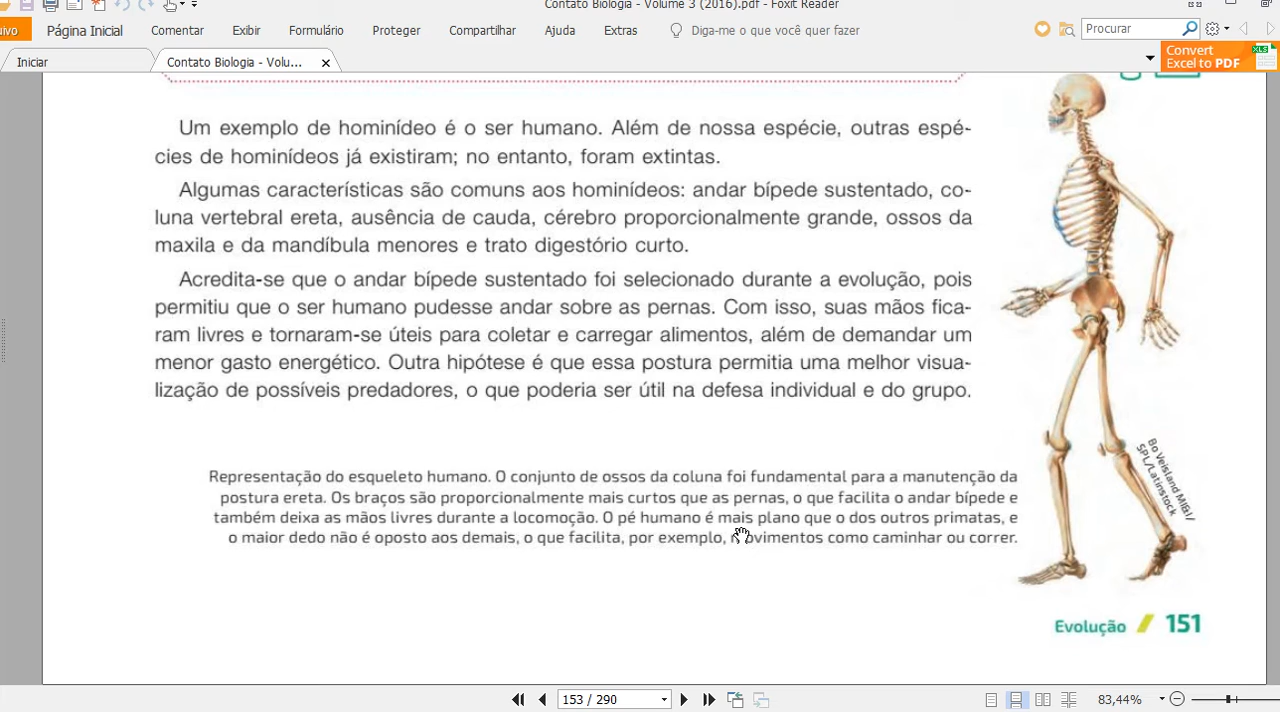 Contato Biologia - Volume 3 (2016).pdf - Foxit Reader
Página Inicial Comentar Exibir Formulário Proteger Compartilhar Ajuda Extras Diga-me o que você quer fazer Procurar
Iniciar Contato Biologia - Volu... Convert
Excel to PDF XLS
Um exemplo de hominídeo é o ser humano. Além de nossa espécie, outras espé-
cies de hominídeos já existiram; no entanto, foram extintas.
Algumas características são comuns aos hominídeos: andar bípede sustentado, co-
luna vertebral ereta, ausência de cauda, cérebro proporcionalmente grande, ossos da
maxila e da mandíbula menores e trato digestório curto.
Acredita-se que o andar bípede sustentado foi selecionado durante a evolução, pois
permitiu que o ser humano pudesse andar sobre as pernas. Com isso, suas mãos fica-
ram livres e tornaram-se úteis para coletar e carregar alimentos, além de demandar um
menor gasto energético. Outra hipótese é que essa postura permitia uma melhor visua-
lização de possíveis predadores, o que poderia ser útil na defesa individual e do grupo.
Representação do esqueleto humano. O conjunto de ossos da coluna foi fundamental para a manutenção da
postura ereta. Os braços são proporcionalmente mais curtos que as pernas, o que facilita o andar bípede e
também deixa as mãos livres durante a locomoção. O pé humano é mais plano que o dos outros primatas, e
o maior dedo não é oposto aos demais, o que facilita, por exemplo, movimentos como caminhar ou correr.
SPL/Latinstock
Evolução 151
153 / 290 83,44%